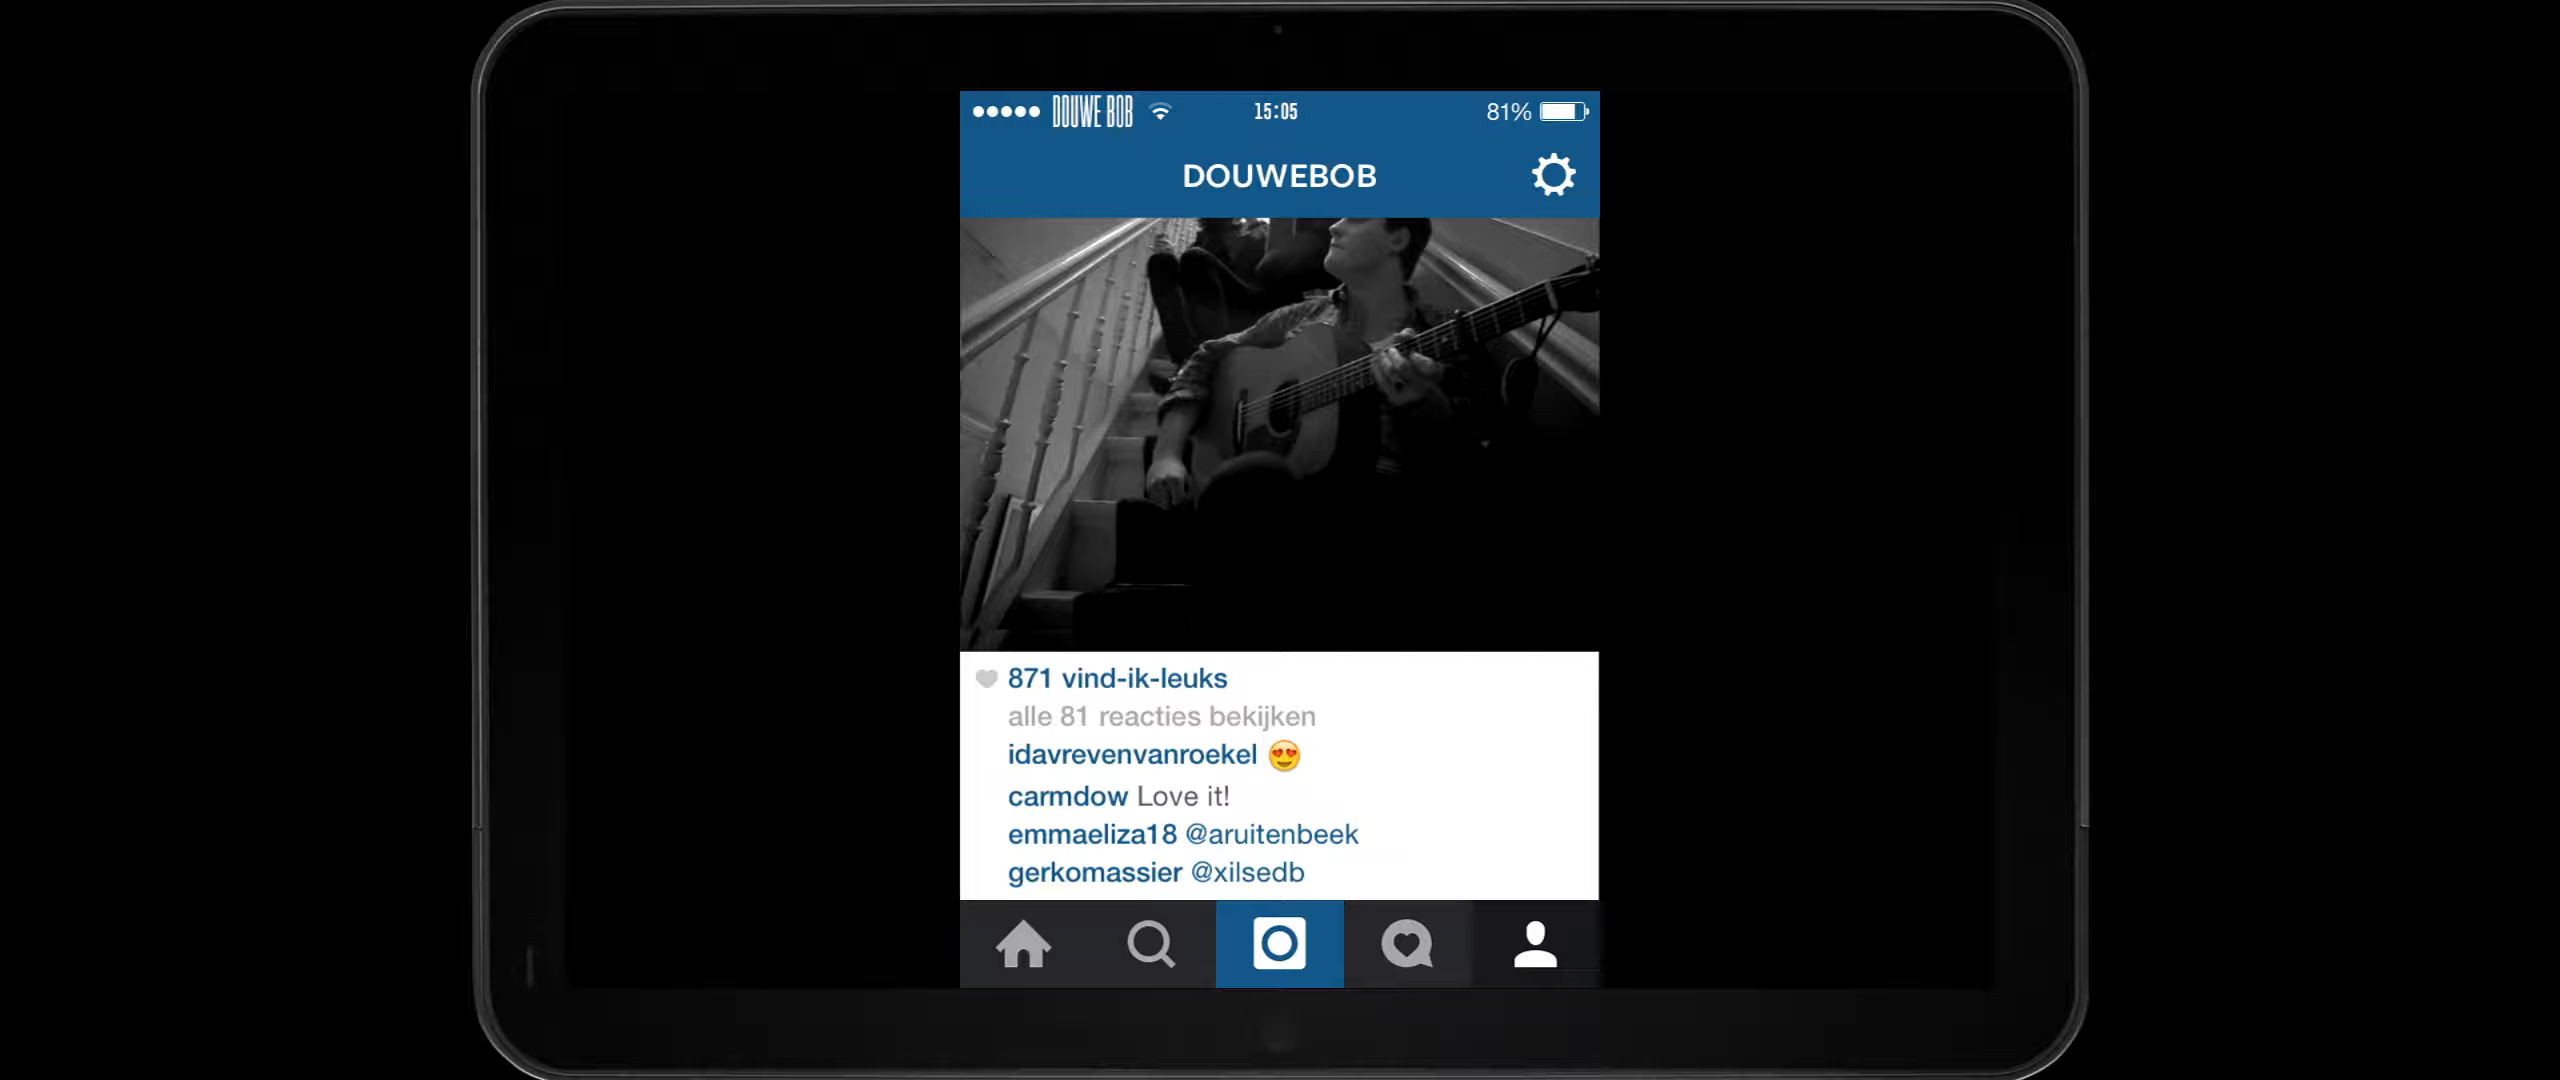 DOUWE BOB 15:05 81%
DOUWEBOB
871 vind-ik-leuks
alle 81 reacties bekijken
idavrevenvanroekel 😍
carmdow Love it!
emmaeliza18 @aruitenbeek
gerkomassier @xilsedb